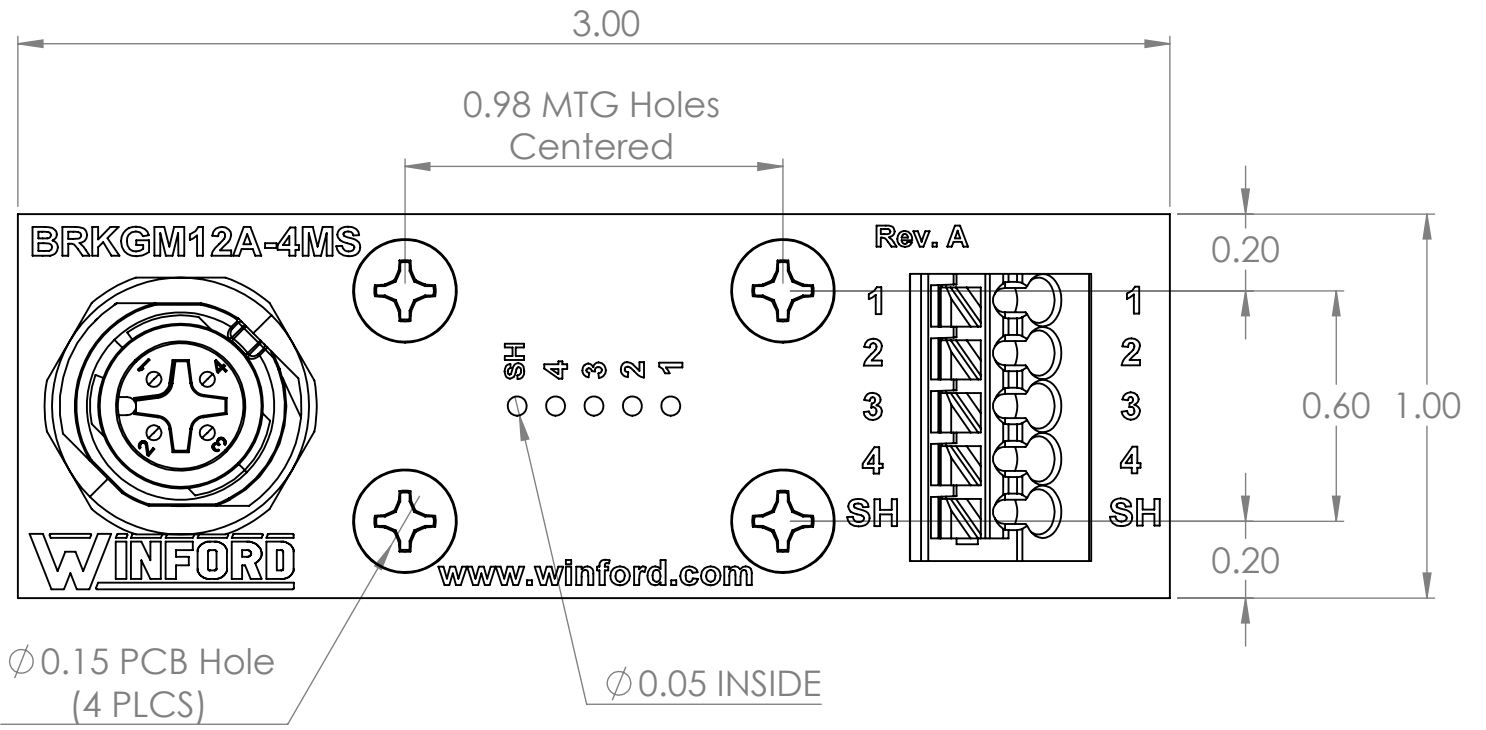 3.00
0.98 MTG Holes
Centered
BRKGM12A-4MS
Rev. A
0.20
1
1
2
2
3
3
4
4
SH
SH
SH 4 3 2 1
1
4
2
3
0.60
1.00
0.20
WINFORD
www.winford.com
∅0.15 PCB Hole
(4 PLCS)
∅0.05 INSIDE